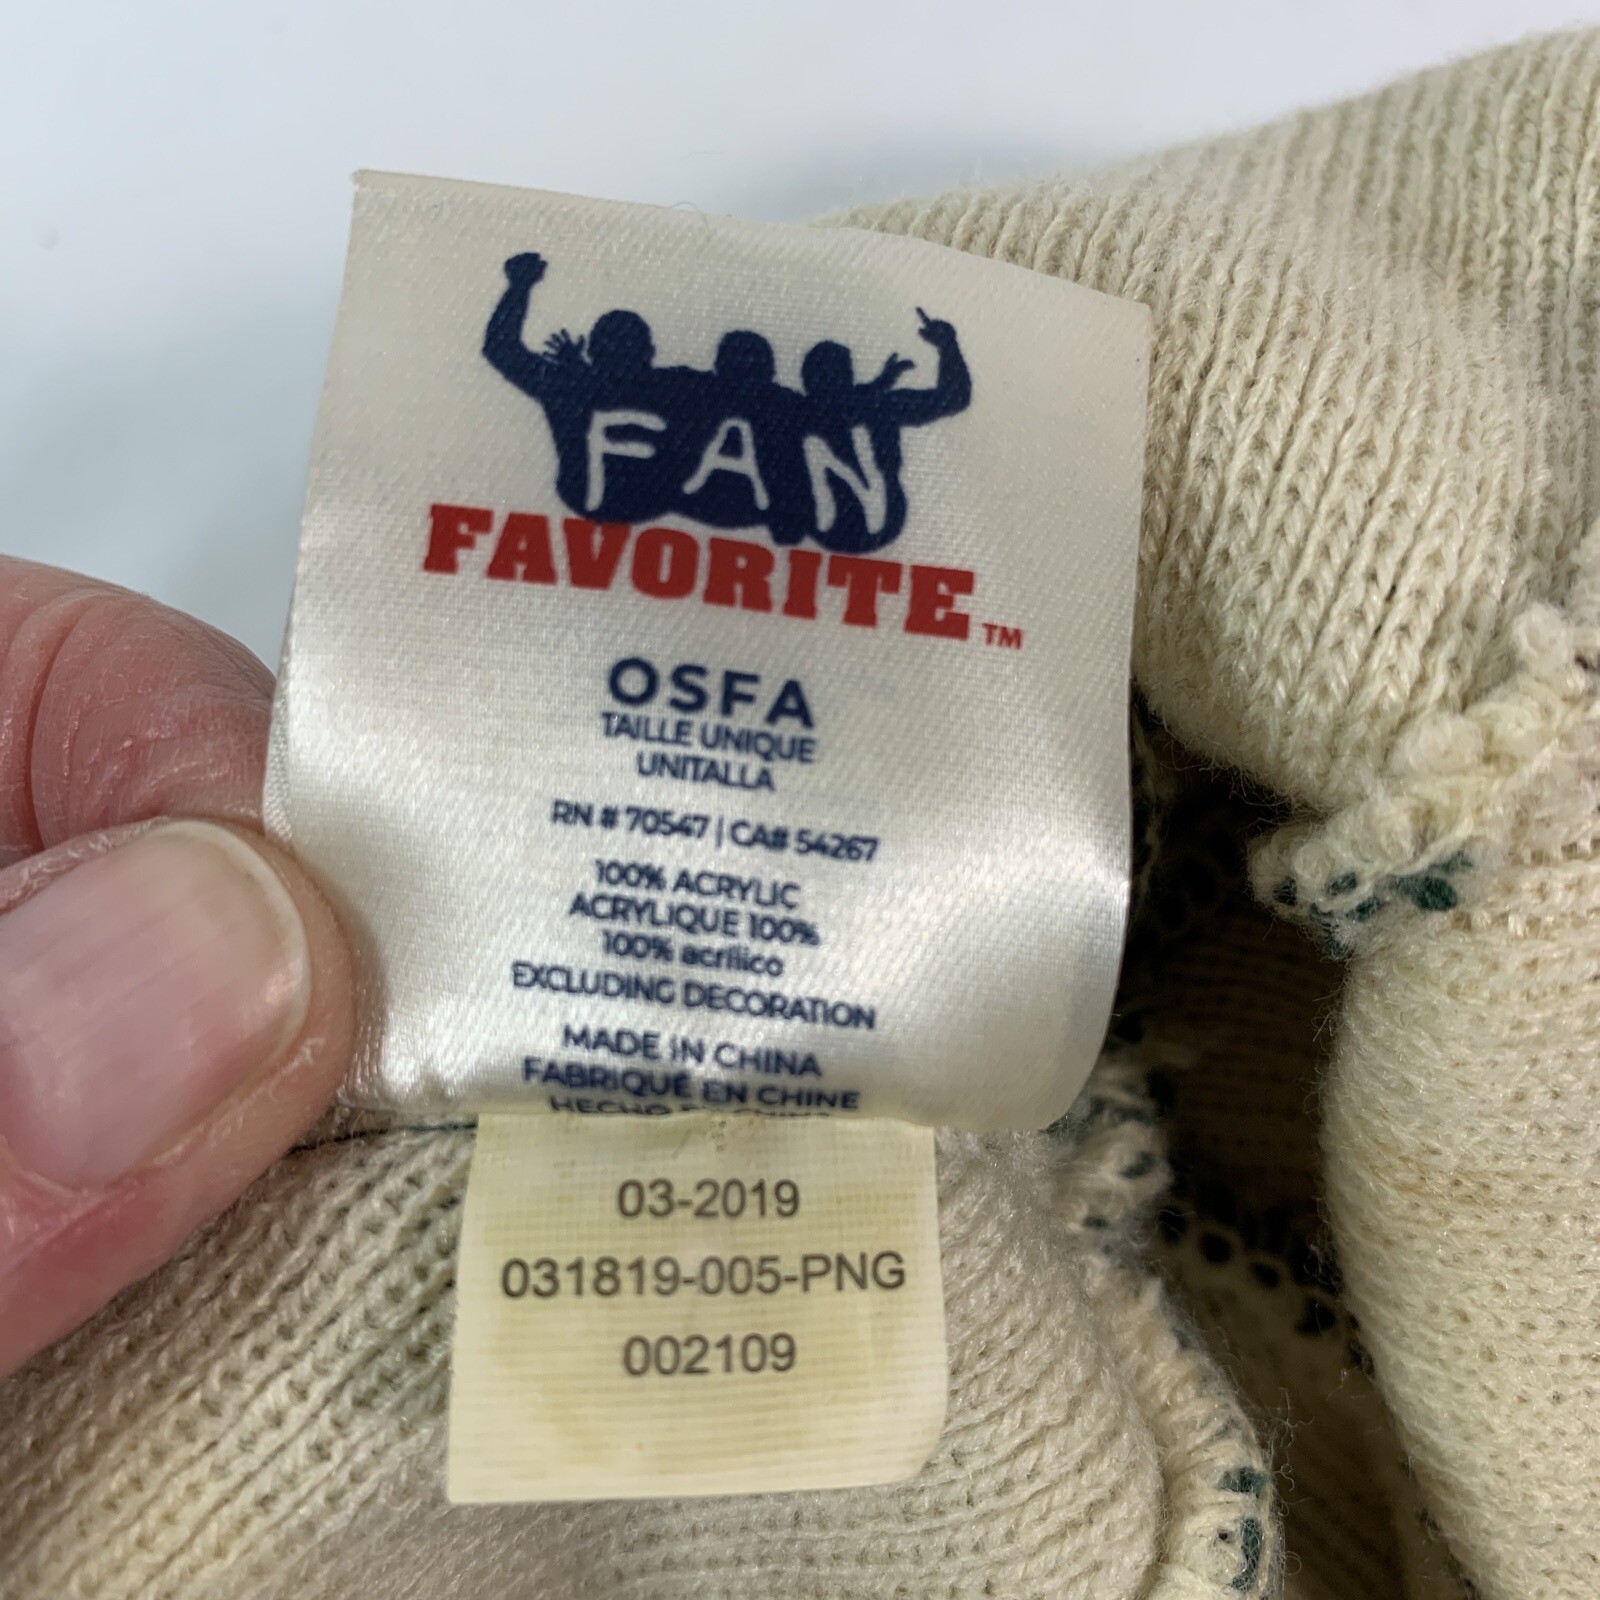 FAN
FAVORITE™
OSFA
TAILLE UNIQUE
UNITALLA
RN # 70547 | CA# 54267
100% ACRYLIC
ACRYLIQUE 100%
100% acrílico
EXCLUDING DECORATION
MADE IN CHINA
FABRIQUÉ EN CHINE
HECHO
03-2019
031819-005-PNG
002109